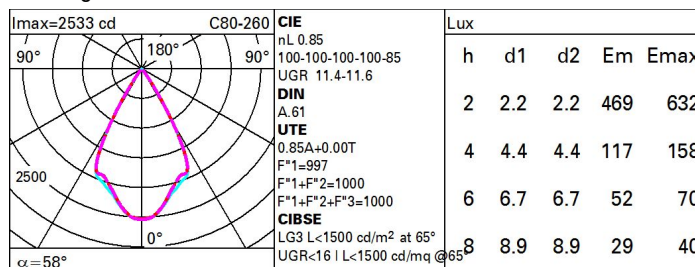 Imax=2533 cd C80-260
90° 180° 90°
2500
0°
α=58°
CIE
nL 0.85
100-100-100-100-85
UGR 11.4-11.6
DIN
A.61
UTE
0.85A+0.00T
F"1=997
F"1+F"2=1000
F"1+F"2+F"3=1000
CIBSE
LG3 L<1500 cd/m² at 65°
UGR<16 | L<1500 cd/mq @65°
Lux
h d1 d2 Em Emax
2 2.2 2.2 469 632
4 4.4 4.4 117 158
6 6.7 6.7 52 70
8 8.9 8.9 29 40